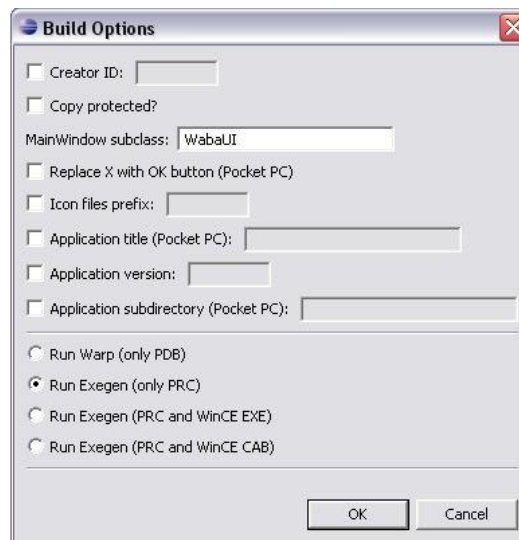 Build Options
Creator ID:
Copy protected?
MainWindow subclass: WabaUI
Replace X with OK button (Pocket PC)
Icon files prefix:
Application title (Pocket PC):
Application version:
Application subdirectory (Pocket PC):
Run Warp (only PDB)
Run Exegen (only PRC)
Run Exegen (PRC and WinCE EXE)
Run Exegen (PRC and WinCE CAB)
OK Cancel